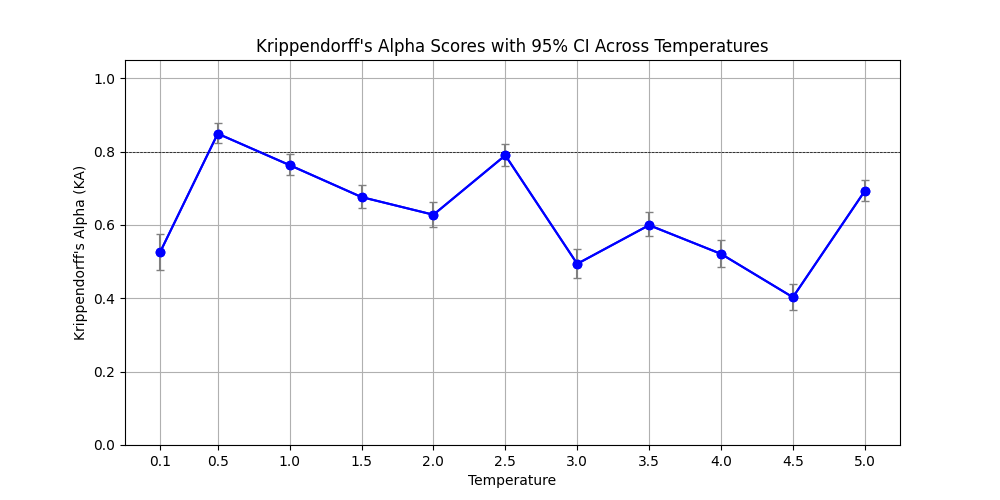 Krippendorff's Alpha Scores with 95% CI Across Temperatures
Krippendorff's Alpha (KA)
1.0
0.8
0.6
0.4
0.2
0.0
0.1 0.5 1.0 1.5 2.0 2.5 3.0 3.5 4.0 4.5 5.0
Temperature